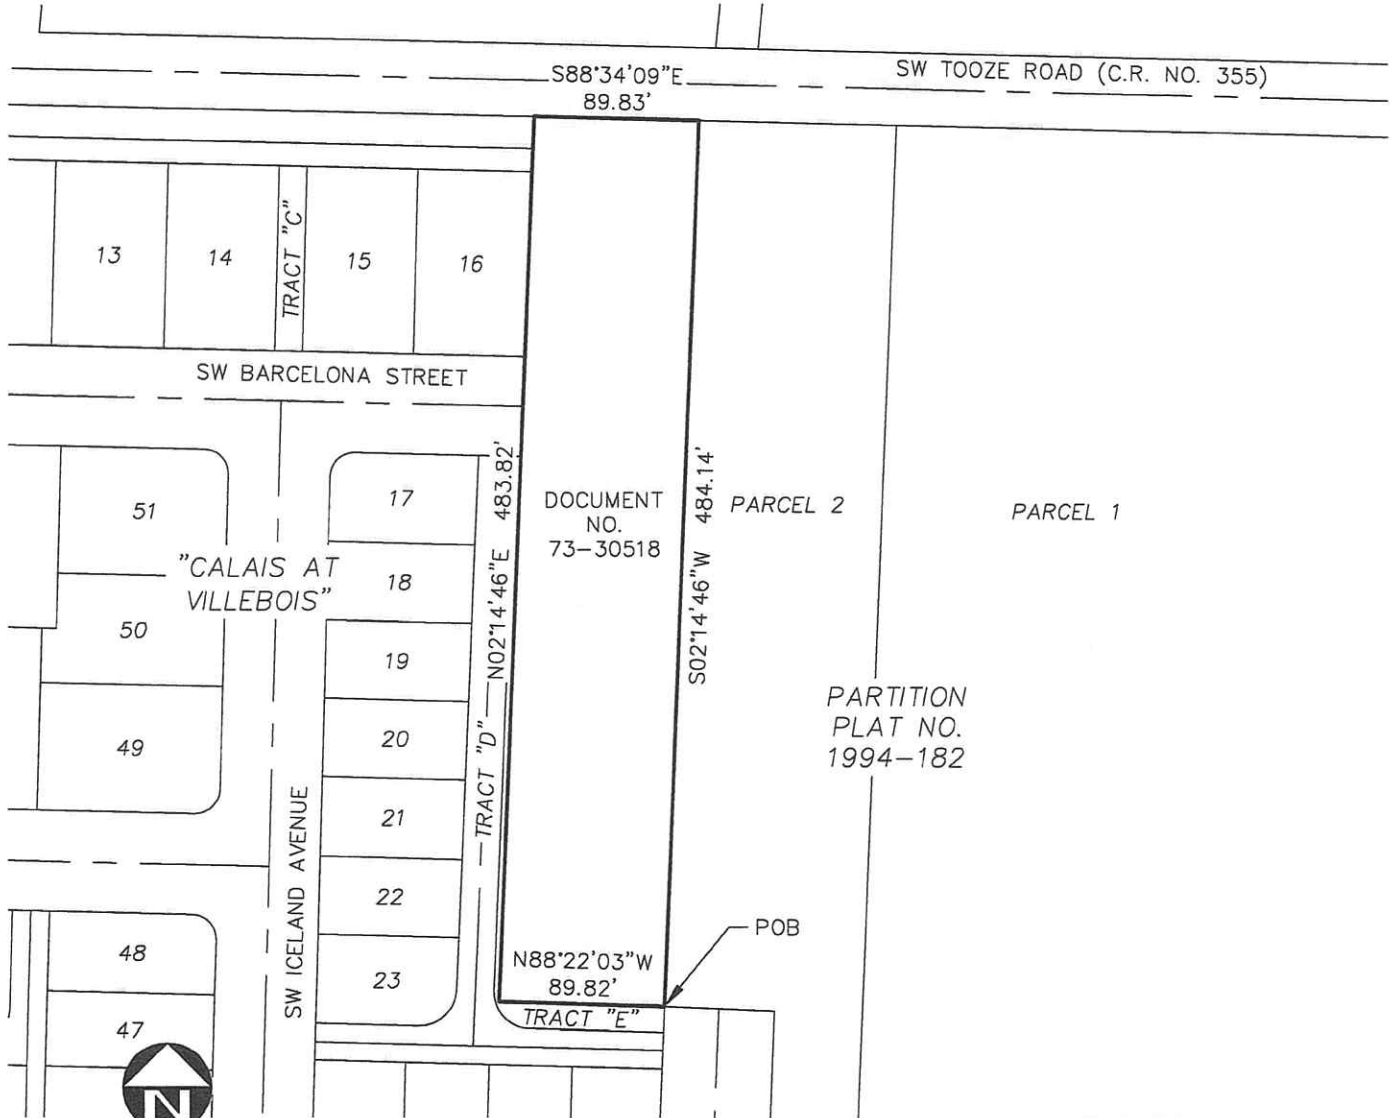 S88°34'09"E
89.83'
SW TOOZE ROAD (C.R. NO. 355)
13
14
TRACT "C"
15
16
SW BARCELONA STREET
51
"CALAIS AT
VILLEBOIS"
50
49
17
18
19
20
21
22
23
SW ICELAND AVENUE
TRACT "D"
N02°14'46"E 483.82'
DOCUMENT
NO.
73-30518
S02°14'46"W 484.14'
PARCEL 2
PARCEL 1
PARTITION
PLAT NO.
1994-182
POB
N88°22'03"W
89.82'
TRACT "E"
48
47
N